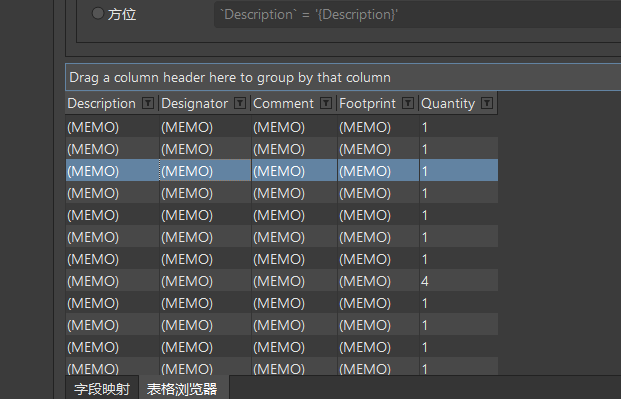 方位 `Description` = '{Description}'
Drag a column header here to group by that column
Description Designator Comment Footprint Quantity
(MEMO) (MEMO) (MEMO) (MEMO) 1
(MEMO) (MEMO) (MEMO) (MEMO) 1
(MEMO) (MEMO) (MEMO) (MEMO) 1
(MEMO) (MEMO) (MEMO) (MEMO) 1
(MEMO) (MEMO) (MEMO) (MEMO) 1
(MEMO) (MEMO) (MEMO) (MEMO) 1
(MEMO) (MEMO) (MEMO) (MEMO) 1
(MEMO) (MEMO) (MEMO) (MEMO) 4
(MEMO) (MEMO) (MEMO) (MEMO) 1
(MEMO) (MEMO) (MEMO) (MEMO) 1
(MEMO) (MEMO) (MEMO) (MEMO) 1
(MEMO) (MEMO) (MEMO) (MEMO) 1
字段映射 表格浏览器